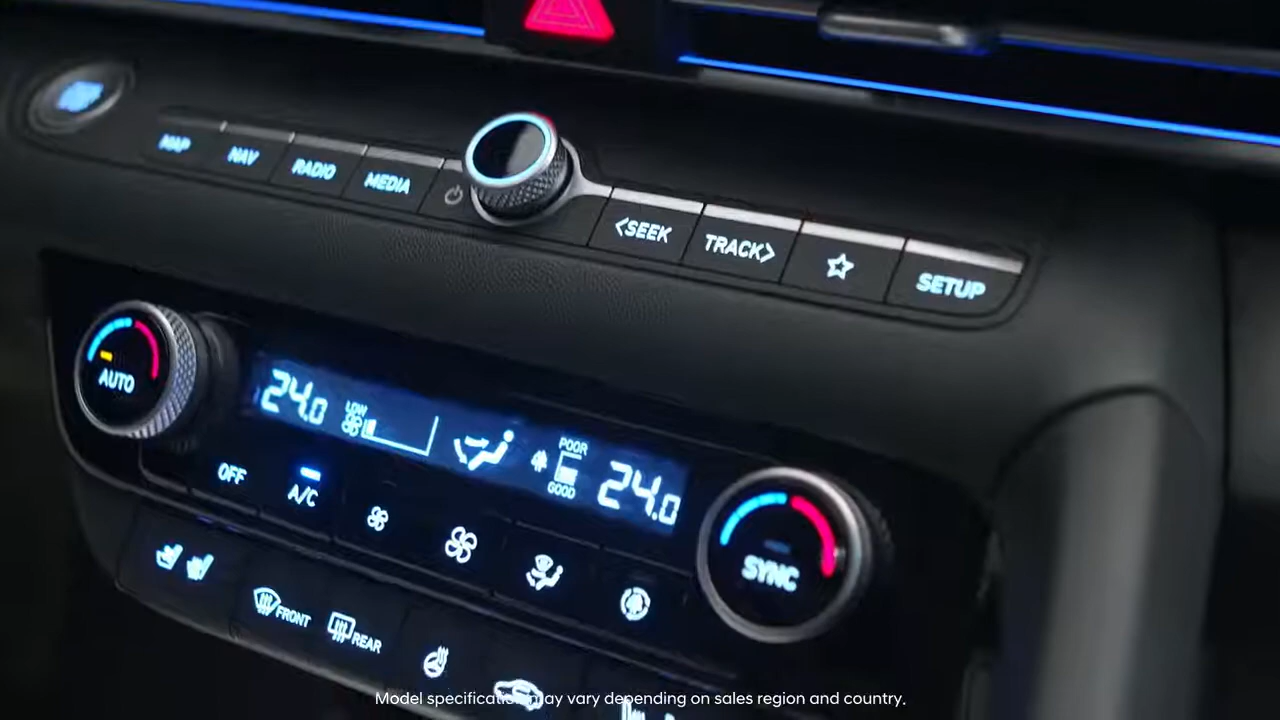 MAP NAV RADIO MEDIA
<SEEK TRACK> SETUP
AUTO
24.0 LOW POOR GOOD 24.0
OFF A/C
SYNC
FRONT REAR
Model specification may vary depending on sales region and country.